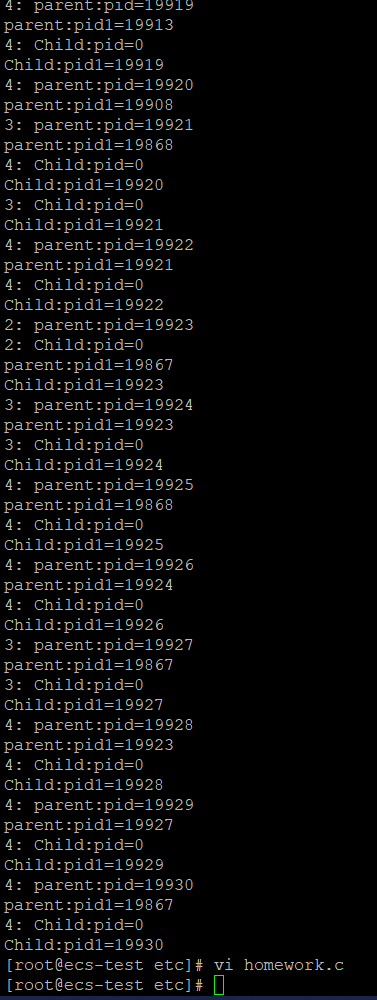 4: parent:pid=19919
parent:pid1=19913
4: Child:pid=0
Child:pid1=19919
4: parent:pid=19920
parent:pid1=19908
3: parent:pid=19921
parent:pid1=19868
4: Child:pid=0
Child:pid1=19920
3: Child:pid=0
Child:pid1=19921
4: parent:pid=19922
parent:pid1=19921
4: Child:pid=0
Child:pid1=19922
2: parent:pid=19923
2: Child:pid=0
parent:pid1=19867
Child:pid1=19923
3: parent:pid=19924
parent:pid1=19923
3: Child:pid=0
Child:pid1=19924
4: parent:pid=19925
parent:pid1=19868
4: Child:pid=0
Child:pid1=19925
4: parent:pid=19926
parent:pid1=19924
4: Child:pid=0
Child:pid1=19926
3: parent:pid=19927
parent:pid1=19867
3: Child:pid=0
Child:pid1=19927
4: parent:pid=19928
parent:pid1=19923
4: Child:pid=0
Child:pid1=19928
4: parent:pid=19929
parent:pid1=19927
4: Child:pid=0
Child:pid1=19929
4: parent:pid=19930
parent:pid1=19867
4: Child:pid=0
Child:pid1=19930
[root@ecs-test etc]# vi homework.c
[root@ecs-test etc]#